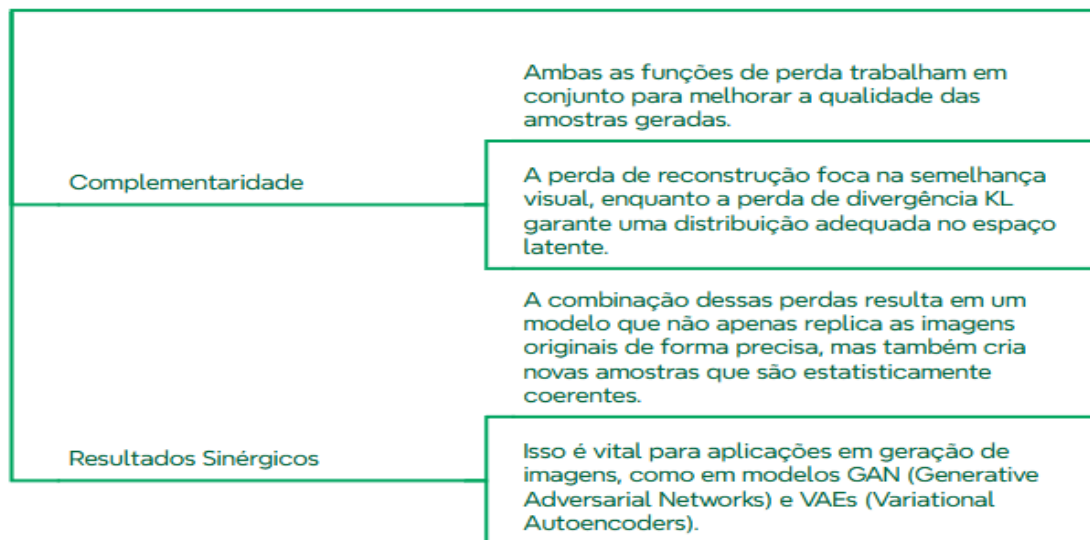 Complementaridade
Ambas as funções de perda trabalham em
conjunto para melhorar a qualidade das
amostras geradas.
A perda de reconstrução foca na semelhança
visual, enquanto a perda de divergência KL
garante uma distribuição adequada no espaço
latente.
Resultados Sinérgicos
A combinação dessas perdas resulta em um
modelo que não apenas replica as imagens
originais de forma precisa, mas também cria
novas amostras que são estatisticamente
coerentes.
Isso é vital para aplicações em geração de
imagens, como em modelos GAN (Generative
Adversarial Networks) e VAEs (Variational
Autoencoders).